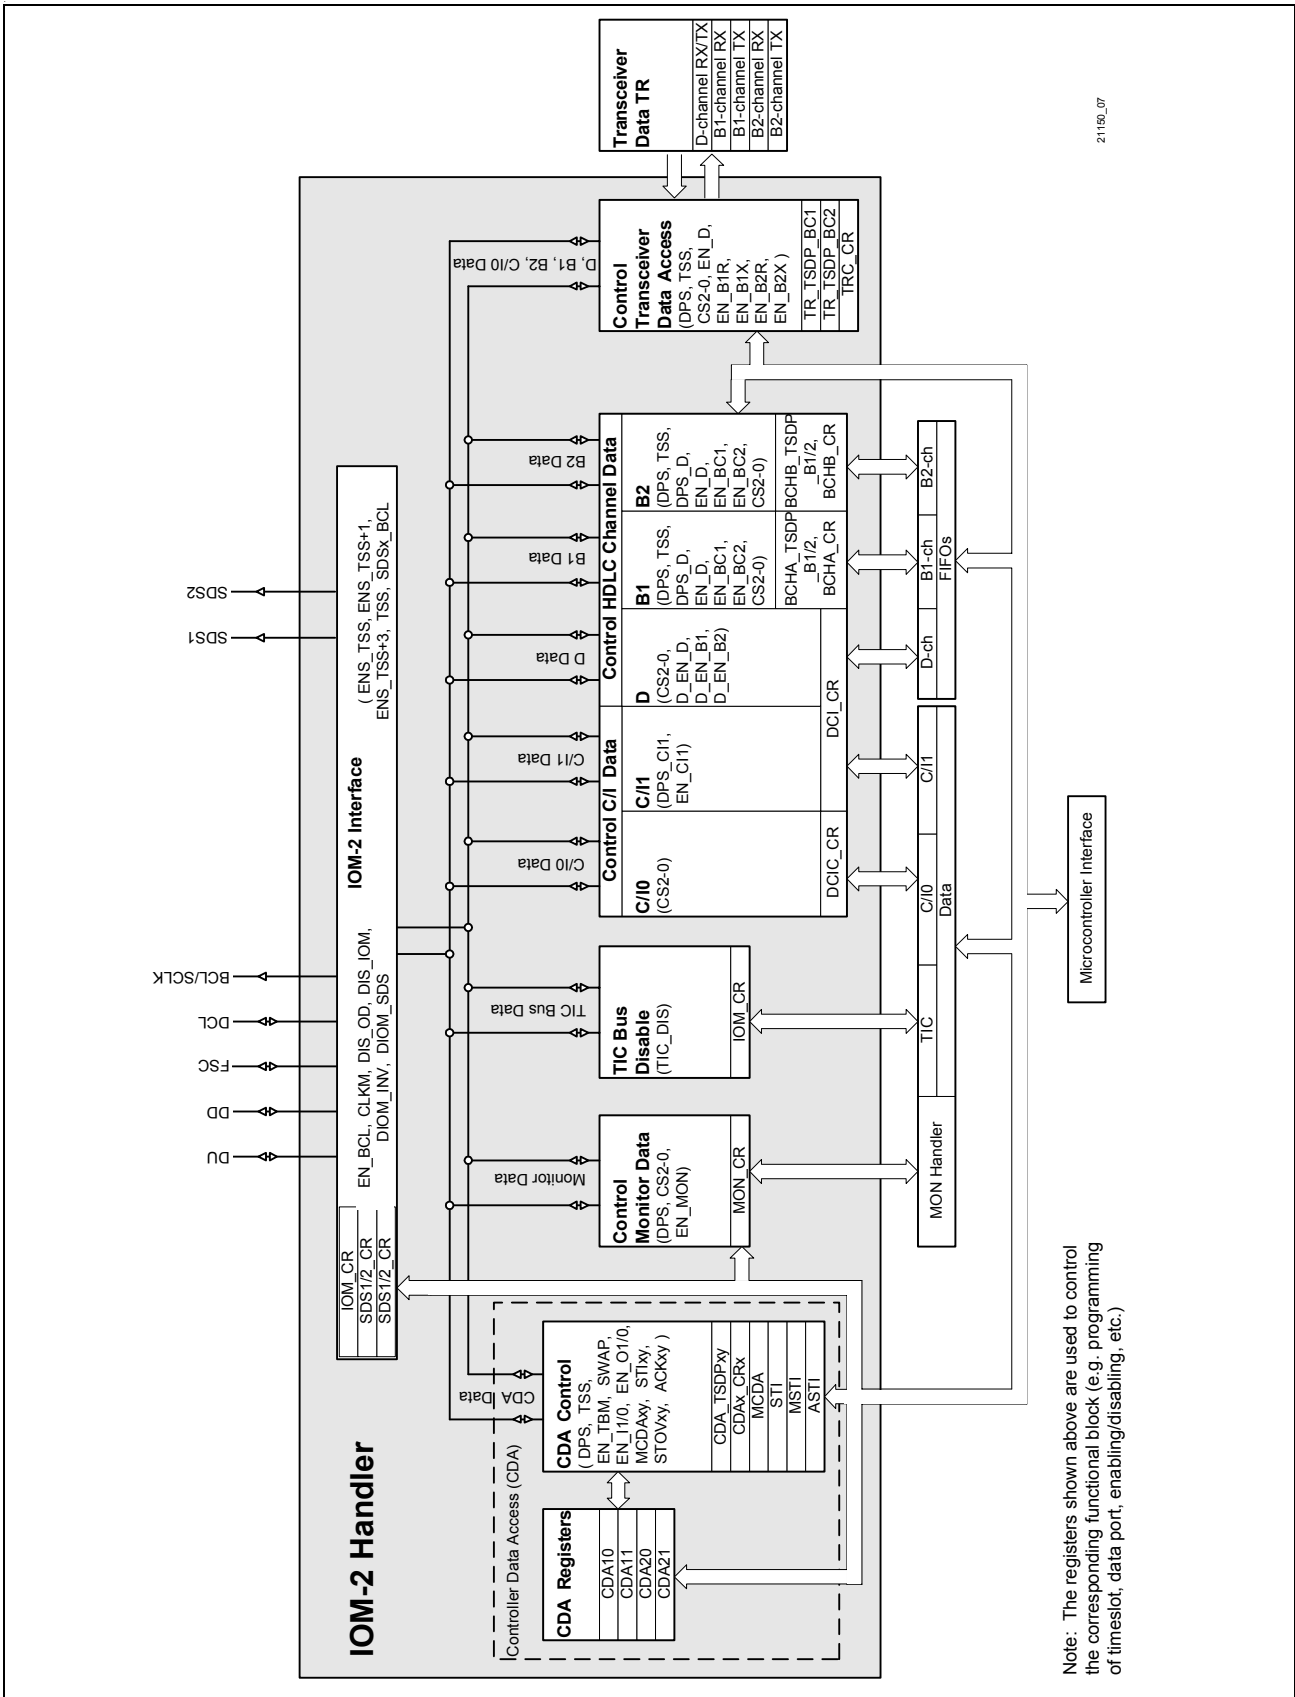 IOM-2 Handler
SDS2
SDS1
BCL/SCLK
DCL
FSC
DD
DU
IOM-2 Interface
EN_BCL, CLKM, DIS_OD, DIS_IOM,
DIOM_INV, DIOM_SDS
( ENS_TSS, ENS_TSS+1,
ENS_TSS+3, TSS, SDSx_BCL
IOM_CR
SDS1/2_CR
SDS1/2_CR
CDA Data
Monitor Data
TIC Bus Data
C/I0 Data
C/I1 Data
D Data
B1 Data
B2 Data
D, B1, B2, C/I0 Data
Controller Data Access (CDA)
CDA Registers
CDA10
CDA11
CDA20
CDA21
CDA Control
( DPS, TSS,
EN_TBM, SWAP,
EN_I1/0, EN_O1/0,
MCDAxy, STIxy,
STOVxy, ACKxy )
CDA_TSDPxy
CDAx_CRx
MCDA
STI
MSTI
ASTI
Control
Monitor Data
(DPS, CS2-0,
EN_MON)
MON_CR
TIC Bus
Disable
(TIC_DIS)
IOM_CR
Control C/I Data
C/I0
(CS2-0)
DCIC_CR
C/I1
(DPS_CI1,
EN_CI1)
Control HDLC Channel Data
D
(CS2-0,
D_EN_D,
D_EN_B1,
D_EN_B2)
DCI_CR
B1
(DPS, TSS,
DPS_D,
EN_D,
EN_BC1,
EN_BC2,
CS2-0)
BCHA_TSDP
_B1/2,
BCHA_CR
B2
(DPS, TSS,
DPS_D,
EN_D,
EN_BC1,
EN_BC2,
CS2-0)
BCHB_TSDP
_B1/2,
BCHB_CR
Control
Transceiver
Data Access
(DPS, TSS,
CS2-0, EN_D,
EN_B1R,
EN_B1X,
EN_B2R,
EN_B2X )
TR_TSDP_BC1
TR_TSDP_BC2
TRC_CR
Transceiver
Data TR
D-channel RX/TX
B1-channel RX
B1-channel TX
B2-channel RX
B2-channel TX
MON Handler
TIC
C/I0
C/I1
Data
D-ch
B1-ch
B2-ch
FIFOs
Microcontroller Interface
Note: The registers shown above are used to control
the corresponding functional block (e.g. programming
of timeslot, data port, enabling/disabling, etc.)
21150_07